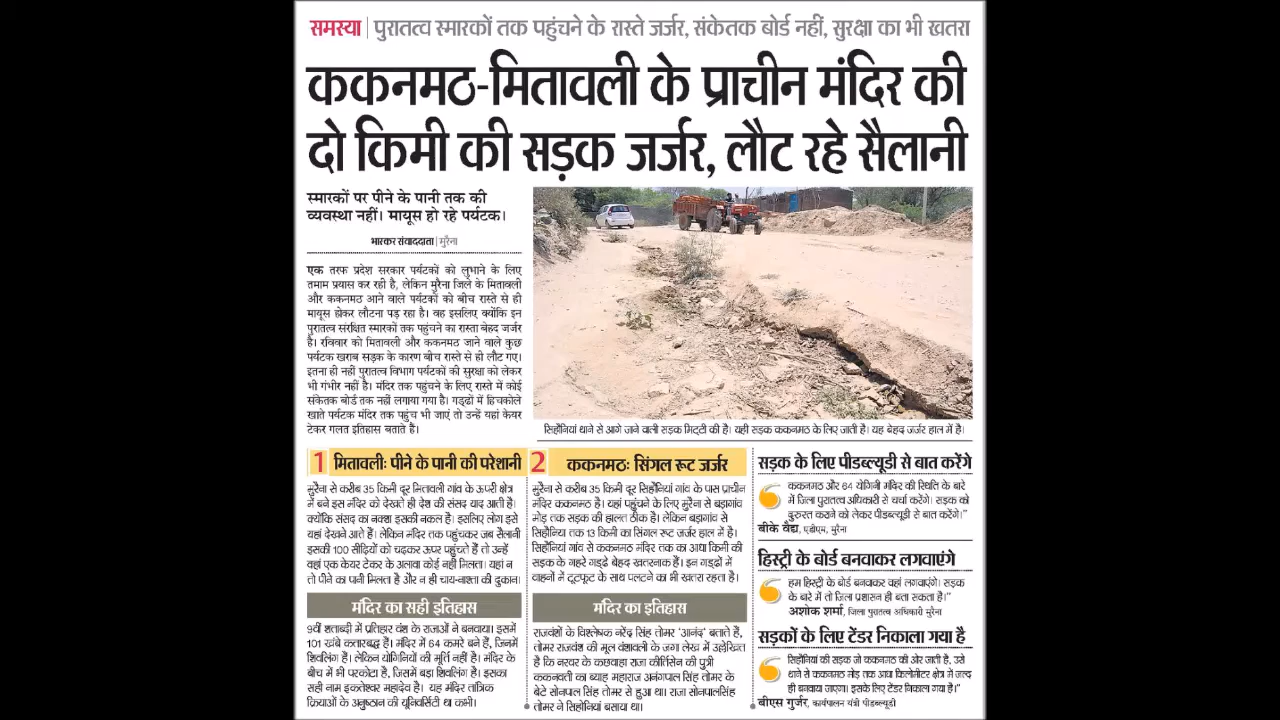 समस्या | पुरातत्व स्मारकों तक पहुंचने के रास्ते जर्जर, संकेतक बोर्ड नहीं, सुरक्षा का भी खतरा
ककनमठ-मितावली के प्राचीन मंदिर की
दो किमी की सड़क जर्जर, लौट रहे सैलानी
स्मारकों पर पीने के पानी तक की
व्यवस्था नहीं। मायूस हो रहे पर्यटक।
भास्कर संवाददाता | मुरैना
एक तरफ प्रदेश सरकार पर्यटकों को लुभाने के लिए
तमाम प्रयास कर रही है, लेकिन मुरैना जिले के मितावली
और ककनमठ आने वाले पर्यटकों को बीच रास्ते से ही
मायूस होकर लौटना पड़ रहा है। वह इसलिए क्योंकि इन
पुरातत्व संरक्षित स्मारकों तक पहुंचने का रास्ता बेहद जर्जर
है। रविवार को मितावली और ककनमठ जाने वाले कुछ
पर्यटक खराब सड़क के कारण बीच रास्ते से ही लौट गए।
इतना ही नहीं पुरातत्व विभाग पर्यटकों की सुरक्षा को लेकर
भी गंभीर नहीं है। मंदिर तक पहुंचने के लिए रास्ते में कोई
संकेतक बोर्ड तक नहीं लगाया गया है। गड्ढों में हिचकोले
खाते पर्यटक मंदिर तक पहुंच भी जाएं तो उन्हें यहां केयर
टेकर गलत इतिहास बताते हैं।
सिहोनियां थाने से आगे जाने वाली सड़क मिट्टी की है। यही सड़क ककनमठ के लिए जाती है। यह बेहद जर्जर हाल में है।
1 मितावली: पीने के पानी की परेशानी
मुरैना से करीब 35 किमी दूर मितावली गांव के ऊपरी क्षेत्र
में बने इस मंदिर को देखते ही देश की संसद याद आती है।
क्योंकि संसद का नक्शा इसकी नकल है। इसलिए लोग इसे
यहां देखने आते हैं। लेकिन मंदिर तक पहुंचकर जब सैलानी
इसकी 100 सीढ़ियों को चढ़कर ऊपर पहुंचते हैं तो उन्हें
वहां एक केयर टेकर के अलावा कोई नहीं मिलता। यहां न
तो पीने का पानी मिलता है और न ही चाय-नाश्ता की दुकान।
मंदिर का सही इतिहास
9वीं शताब्दी में प्रतिहार वंश के राजाओं ने बनवाया। इसमें
101 खंबे कतारबद्ध हैं। मंदिर में 64 कमरे बने हैं, जिनमें
शिवलिंग हैं। लेकिन योगिनियों की मूर्ति नहीं है। मंदिर के
बीच में भी परकोटा है, जिसमें बड़ा शिवलिंग है। इसका
सही नाम इकतेश्वर महादेव है। यह मंदिर तांत्रिक
क्रियाओं के अनुष्ठान की यूनिवर्सिटी था कभी।
2 ककनमठ: सिंगल रूट जर्जर
मुरैना से करीब 35 किमी दूर सिहोनियां गांव के पास प्राचीन
मंदिर ककनमठ है। यहां पहुंचने के लिए मुरैना से बड़ागांव
मोड़ तक सड़क की हालत ठीक है। लेकिन बड़ागांव से
सिहोनिया तक 13 किमी का सिंगल रूट जर्जर हाल में है।
सिहोनियां गांव से ककनमठ मंदिर तक का आधा किमी की
सड़क के गहरे गड्ढे बेहद खतरनाक हैं। इन गड्ढों में
वाहनों में टूटफूट के साथ पलटने का भी खतरा रहता है।
मंदिर का इतिहास
राजवंशों के विश्लेषक नरेंद्र सिंह तोमर 'आनंद' बताते हैं,
तोमर राजवंश की मूल वंशावली के जगा लेख में उल्लेखित
है कि नरवर के कछवाहा राजा कीर्तिसेन की पुत्री
ककनवती का ब्याह महाराज अनंगपाल सिंह तोमर के
बेटे सोनपाल सिंह तोमर से हुआ था। राजा सोनपालसिंह
तोमर ने सिहोनियां बसाया था।
सड़क के लिए पीडब्ल्यूडी से बात करेंगे
ककनमठ और 64 योगिनी मंदिर की स्थिति के बारे
में जिला पुरातत्व अधिकारी से चर्चा करेंगे। सड़क को
दुरुस्त कराने को लेकर पीडब्ल्यूडी से बात करेंगे।"
बीके वैद्य, एडीएम, मुरैना
हिस्ट्री के बोर्ड बनवाकर लगवाएंगे
हम हिस्ट्री के बोर्ड बनवाकर वहां लगवाएंगे। सड़क
के बारे में तो जिला प्रशासन ही बता सकता है।"
अशोक शर्मा, जिला पुरातत्व अधिकारी मुरैना
सड़कों के लिए टेंडर निकाला गया है
सिहोनियां की सड़क जो ककनमठ की ओर जाती है, उसे
थाने से ककनमठ मोड़ तक आधा किलोमीटर क्षेत्र में जल्द
ही बनवाया जाएगा। इसके लिए टेंडर निकाला गया है।"
बीएस गुर्जर, कार्यपालन यंत्री पीडब्ल्यूडी